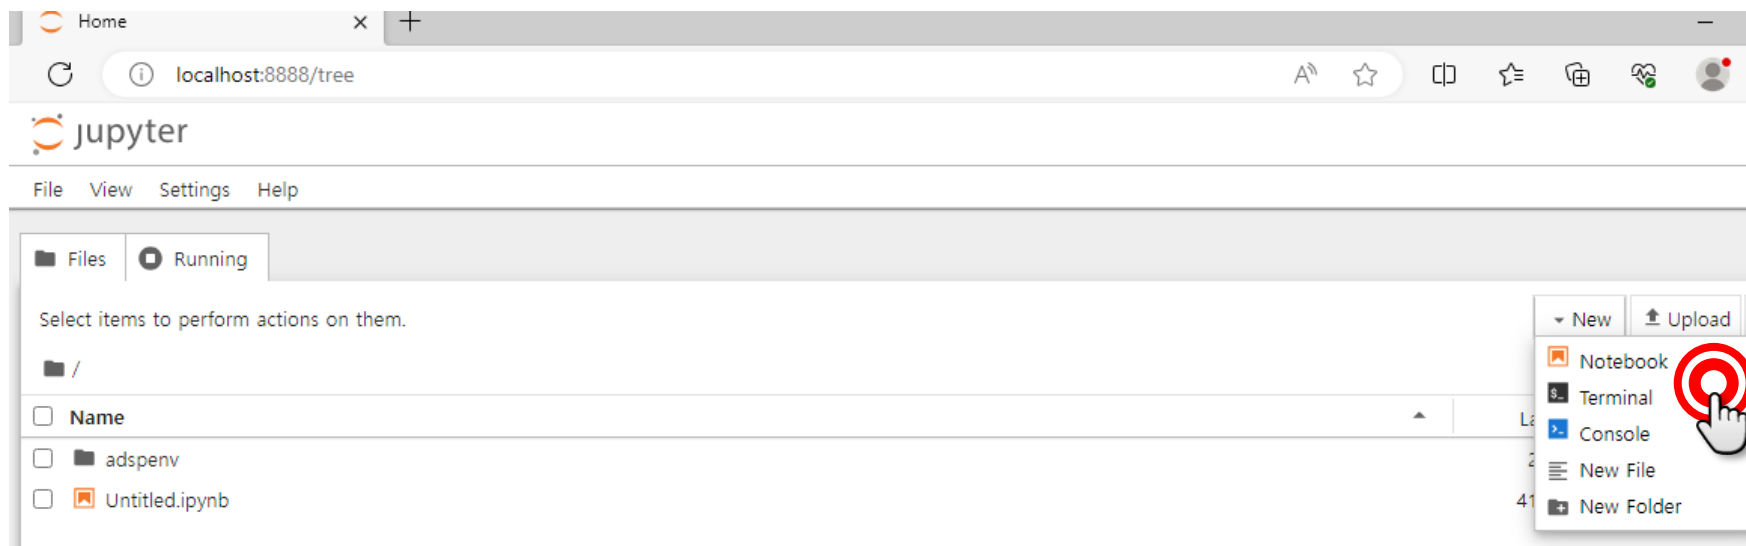 Home
localhost:8888/tree
jupyter
File View Settings Help
Files Running
Select items to perform actions on them.
New Upload
/
Notebook
Terminal
Name
Console
adspenv
New File
Untitled.ipynb
New Folder